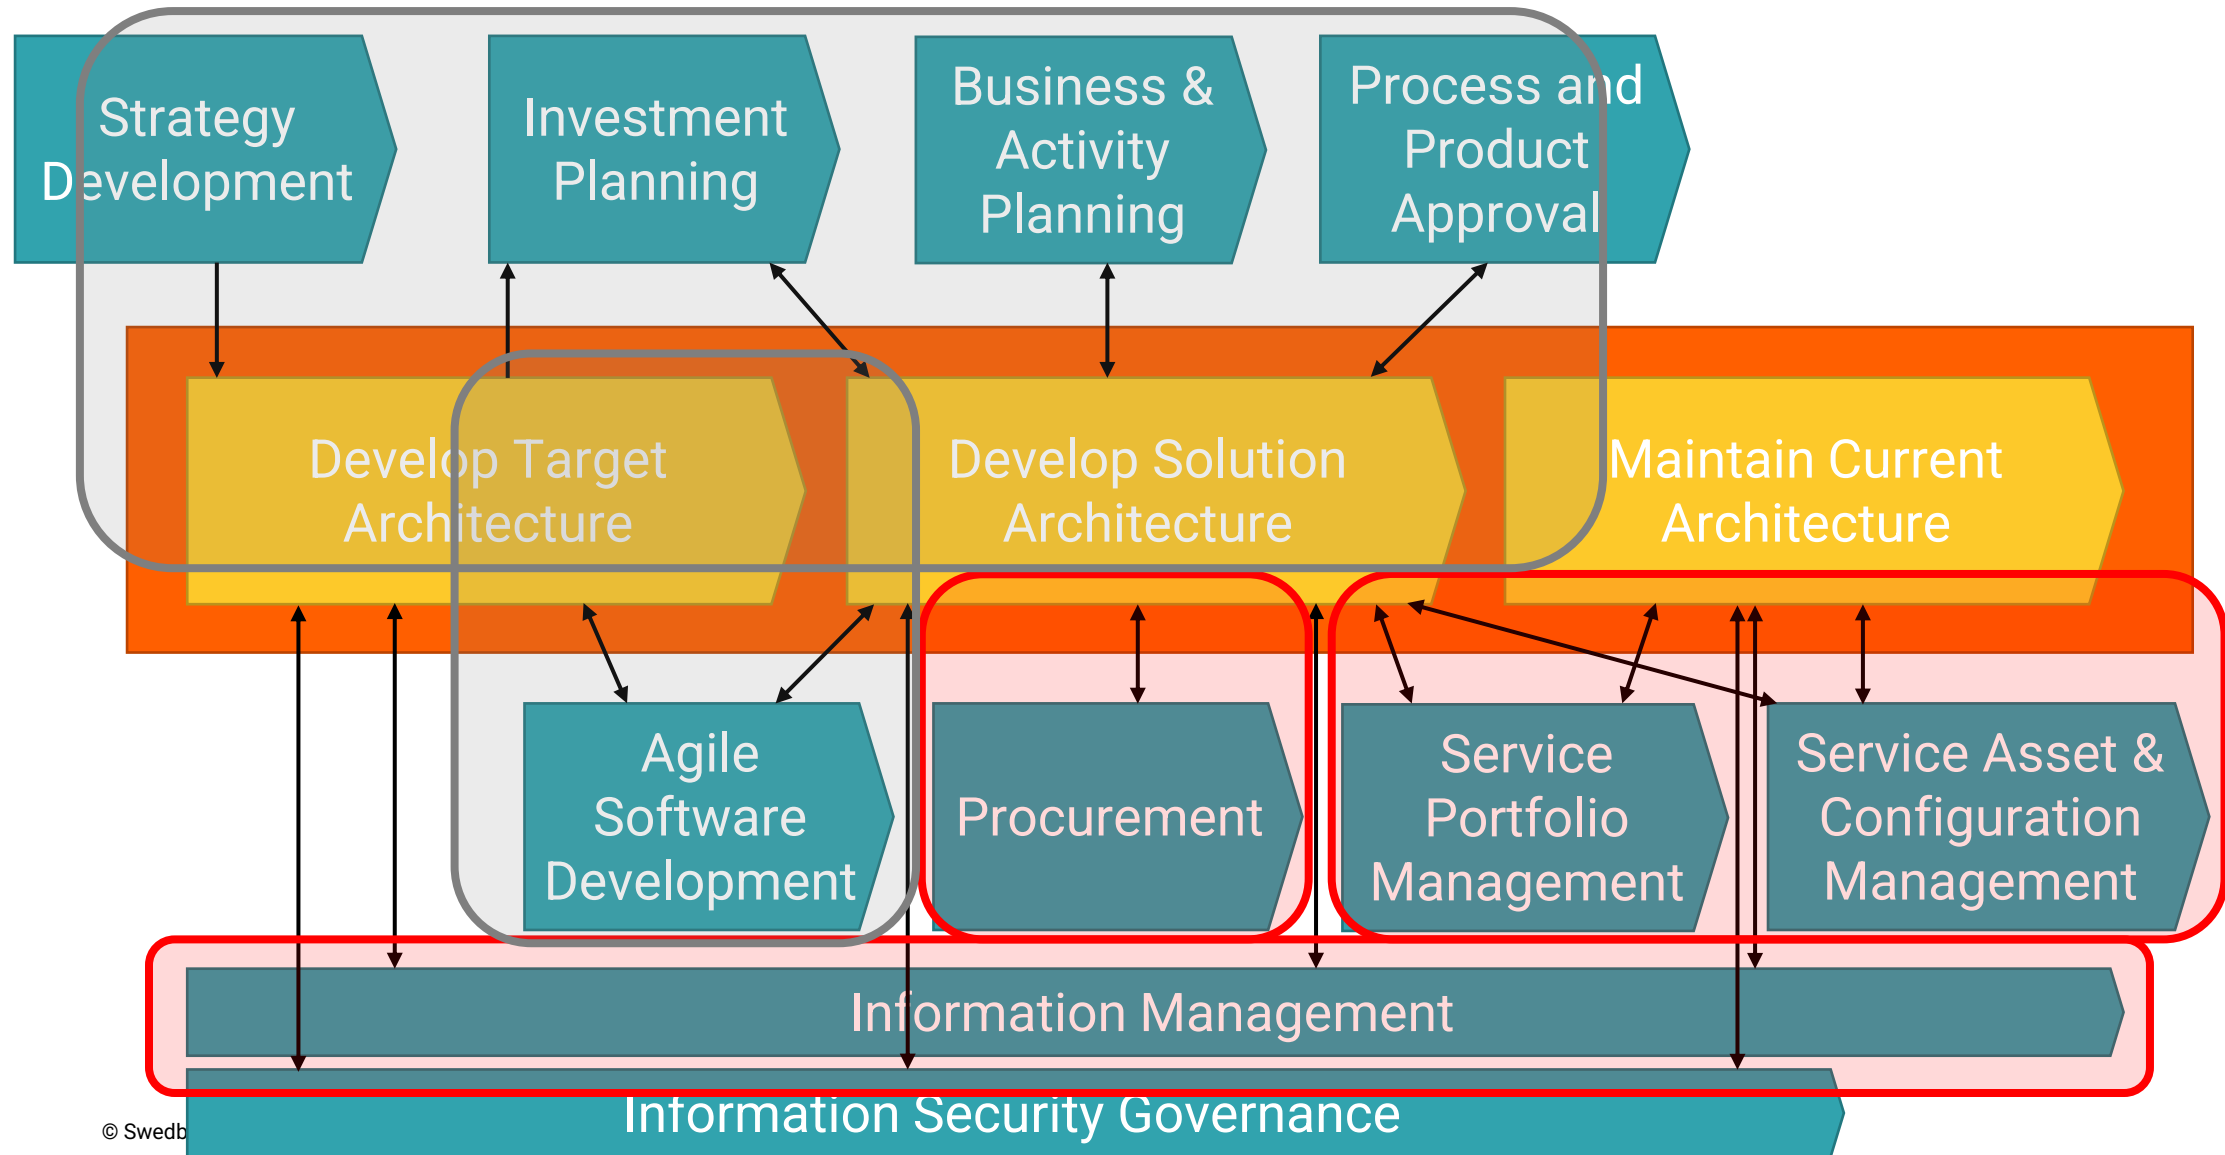 Strategy
Development
Investment
Planning
Business &
Activity
Planning
Process and
Product
Approval
Develop Target
Architecture
Develop Solution
Architecture
Maintain Current
Architecture
Agile
Software
Development
Procurement
Service
Portfolio
Management
Service Asset &
Configuration
Management
Information Management
Information Security Governance
© Swedb